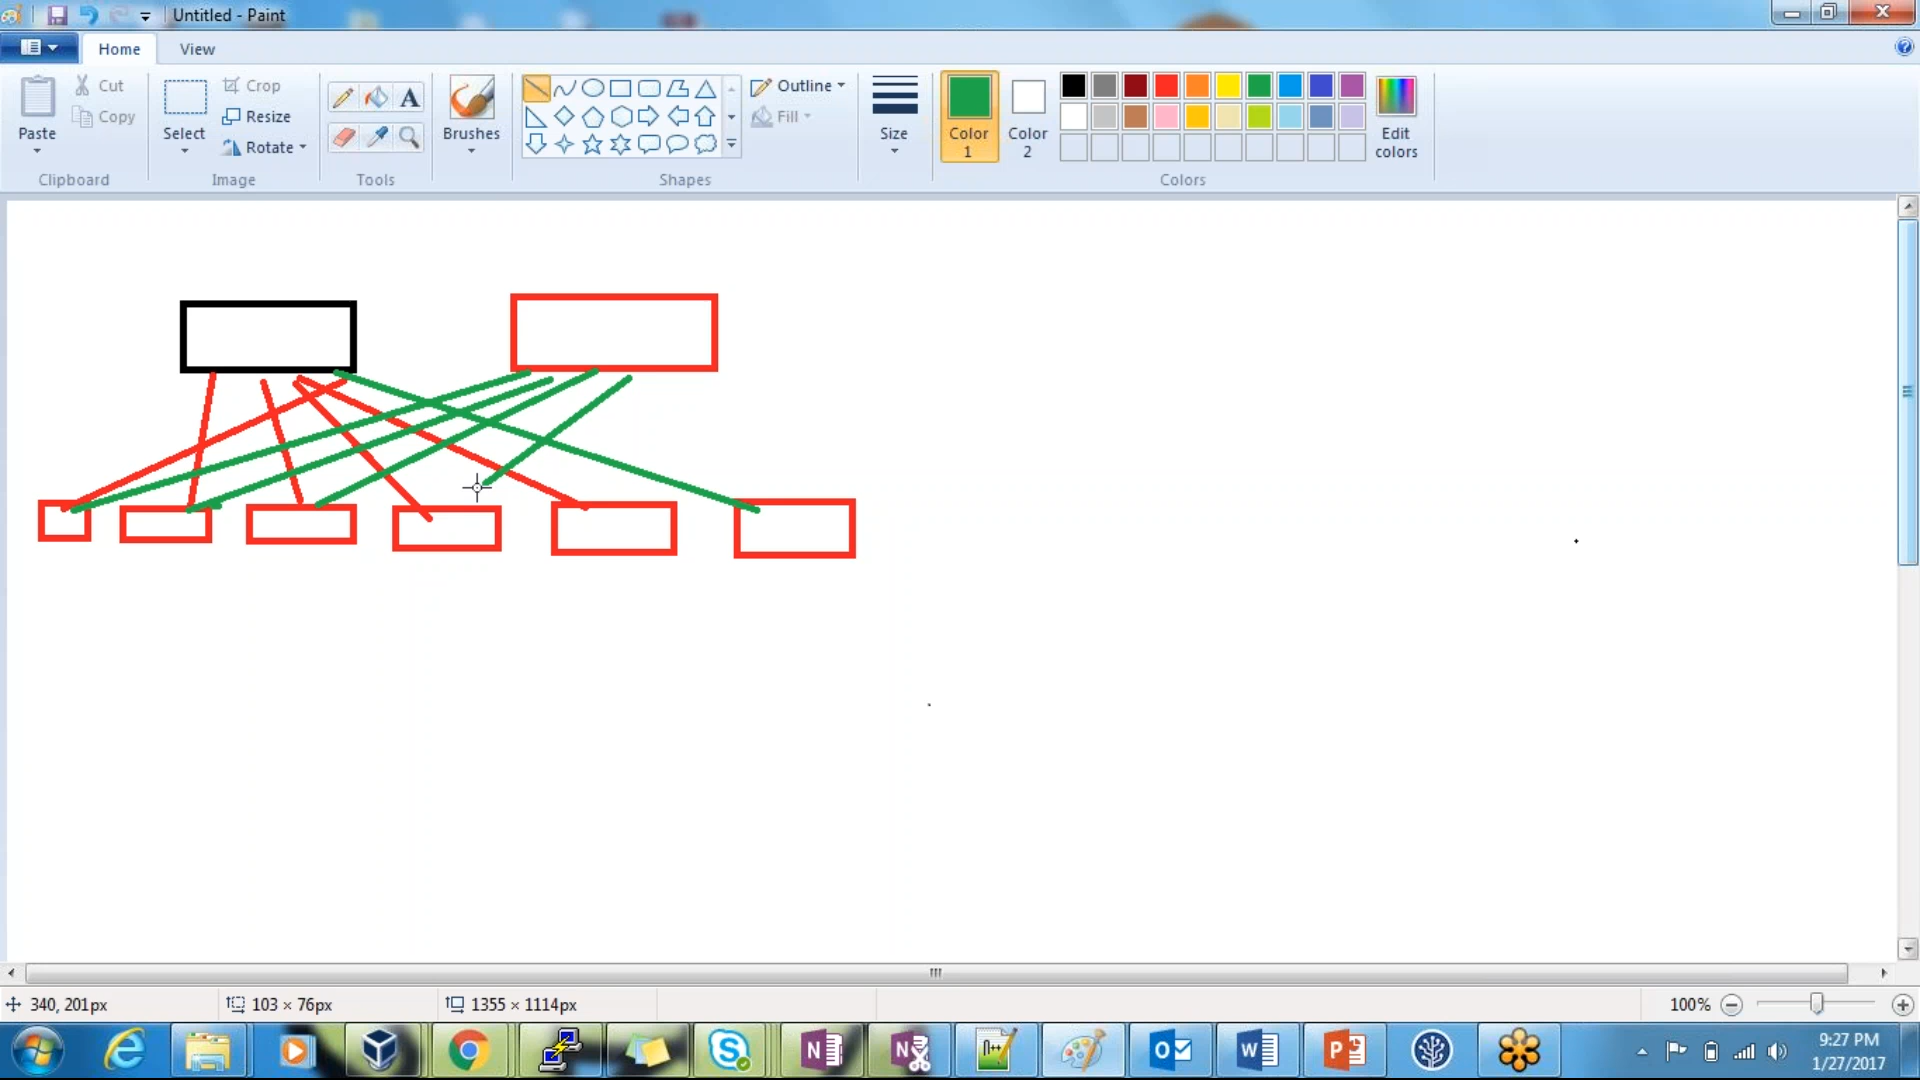 Untitled - Paint
Home View
Cut
Copy
Paste
Clipboard
Select
Crop
Resize
Rotate
Image
A
Tools
Brushes
Outline
Fill
Shapes
Size
Color 1
Color 2
Edit colors
Colors
340, 201px
103 × 76px
1355 × 1114px
100%
9:27 PM
1/27/2017